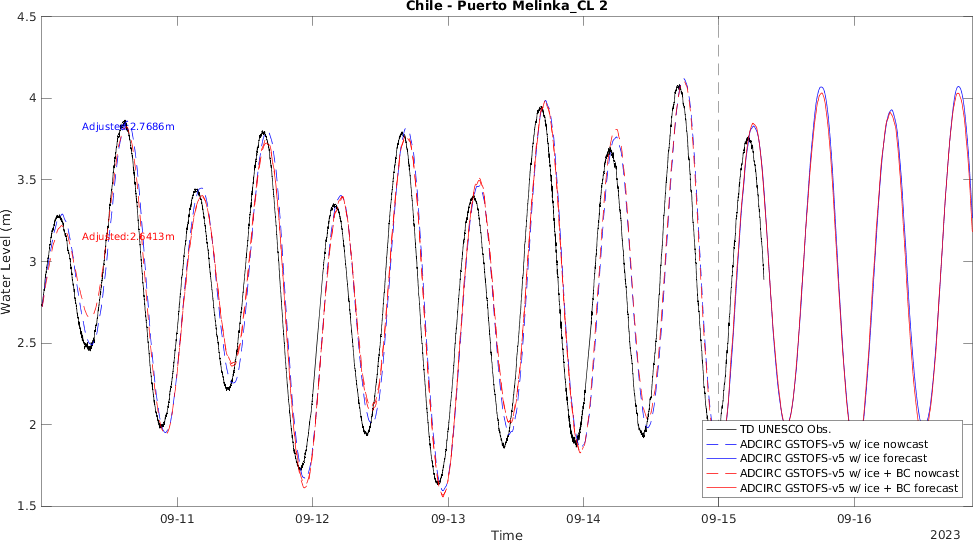 Chile - Puerto Melinka_CL 2
4.5
4
3.5
3
2.5
2
1.5
Water Level (m)
Adjusted:2.7686m
Adjusted:2.6413m
TD UNESCO Obs.
ADCIRC GSTOFS-v5 w/ ice nowcast
ADCIRC GSTOFS-v5 w/ ice forecast
ADCIRC GSTOFS-v5 w/ ice + BC nowcast
ADCIRC GSTOFS-v5 w/ ice + BC forecast
09-11 09-12 09-13 09-14 09-15 09-16
Time
2023